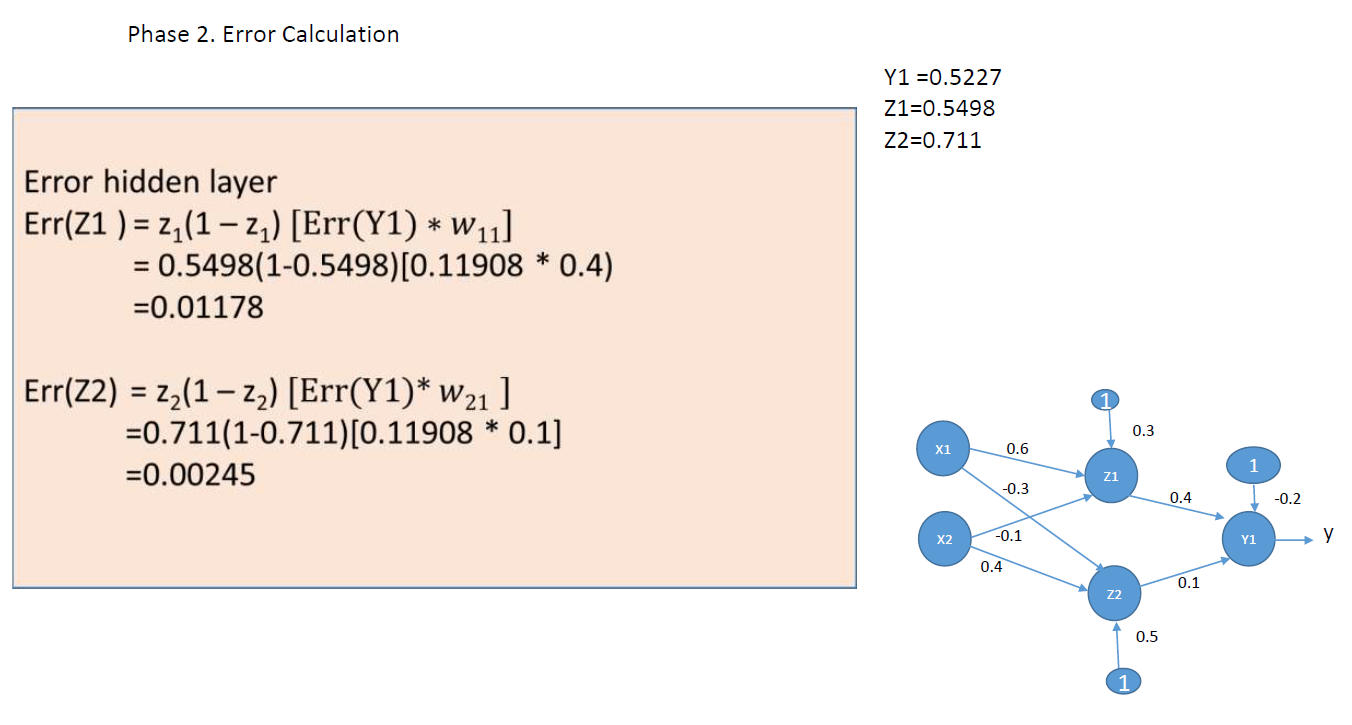 Phase 2. Error Calculation
Y1 =0.5227
Z1=0.5498
Z2=0.711
Error hidden layer
Err(Z1 ) = z₁(1 – z₁) [Err(Y1) ∗ w₁₁]
= 0.5498(1-0.5498)[0.11908 * 0.4)
=0.01178
Err(Z2) = z₂(1 – z₂) [Err(Y1)* w₂₁ ]
=0.711(1-0.711)[0.11908 * 0.1]
=0.00245
1
0.3
X1
0.6
Z1
1
-0.3
0.4
-0.2
X2
-0.1
Y1
y
0.4
Z2
0.1
0.5
1